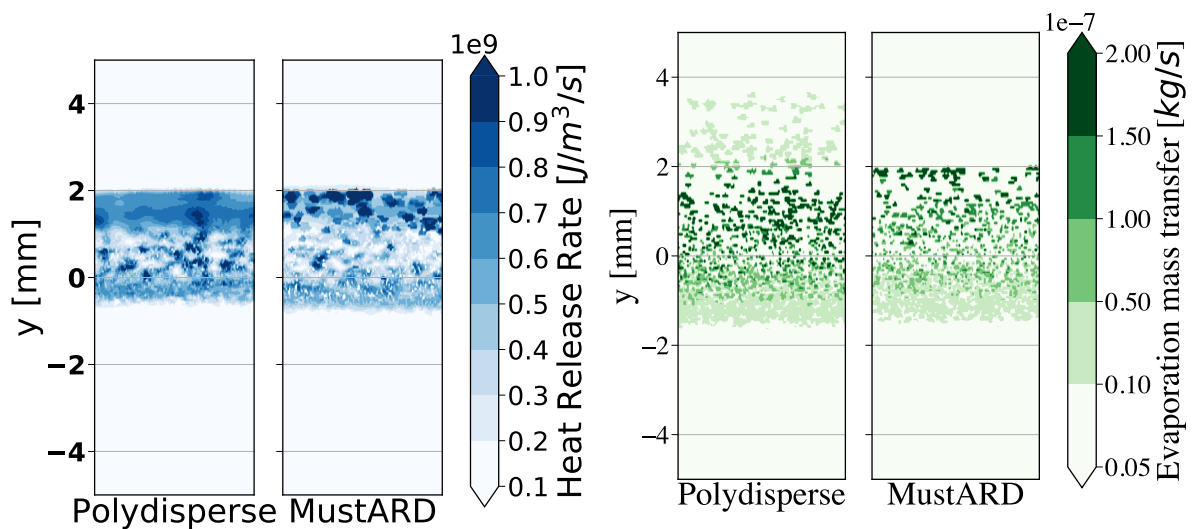 1e9
4
2
0
−2
−4
y [mm]
Polydisperse
MustARD
1.0
0.9
0.8
0.7
0.6
0.5
0.4
0.3
0.2
0.1
Heat Release Rate [J/m³/s]
1e−7
4
2
0
−2
−4
y [mm]
Polydisperse
MustARD
2.00
1.50
1.00
0.50
0.10
0.05
Evaporation mass transfer [kg/s]